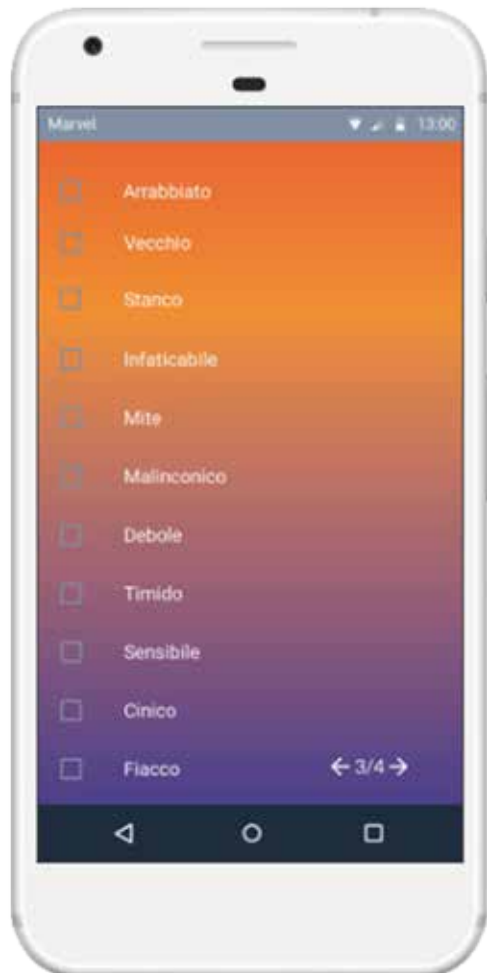 Marvel 13:00
Arrabbiato
Vecchio
Stanco
Infaticabile
Mite
Malinconico
Debole
Timido
Sensibile
Cinico
Fiacco ← 3/4 →